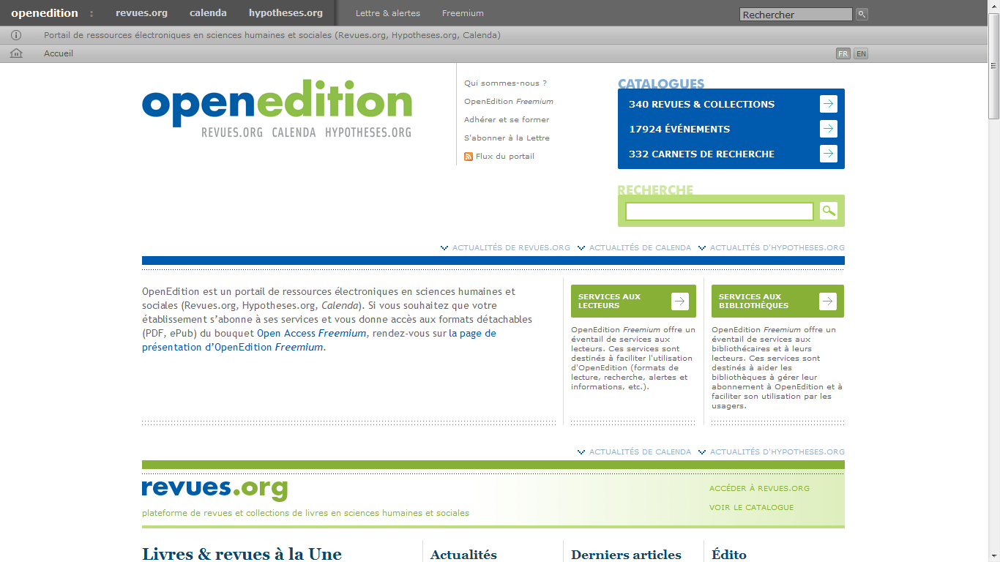 openedition : revues.org calenda hypotheses.org Lettre & alertes Freemium Rechercher
Portail de ressources électroniques en sciences humaines et sociales (Revues.org, Hypotheses.org, Calenda)
Accueil FR EN
openedition
REVUES.ORG CALENDA HYPOTHESES.ORG
Qui sommes-nous ?
OpenEdition Freemium
Adhérer et se former
S'abonner à la Lettre
Flux du portail
CATALOGUES
340 REVUES & COLLECTIONS
17924 ÉVÉNEMENTS
332 CARNETS DE RECHERCHE
RECHERCHE
ACTUALITÉS DE REVUES.ORG ACTUALITÉS DE CALENDA ACTUALITÉS D'HYPOTHESES.ORG
OpenEdition est un portail de ressources électroniques en sciences humaines et
sociales (Revues.org, Hypotheses.org, Calenda). Si vous souhaitez que votre
établissement s’abonne à ses services et vous donne accès aux formats détachables
(PDF, ePub) du bouquet Open Access Freemium, rendez-vous sur la page de
présentation d’OpenEdition Freemium.
SERVICES AUX
LECTEURS
OpenEdition Freemium offre un
éventail de services aux
lecteurs. Ces services sont
destinés à faciliter l'utilisation
d'OpenEdition (formats de
lecture, recherche, alertes et
informations, etc.).
SERVICES AUX
BIBLIOTHÈQUES
OpenEdition Freemium offre un
éventail de services aux
bibliothécaires et à leurs
lecteurs. Ces services sont
destinés à aider les
bibliothèques à gérer leur
abonnement à OpenEdition et à
faciliter son utilisation par les
usagers.
ACTUALITÉS DE CALENDA ACTUALITÉS D'HYPOTHESES.ORG
revues.org
plateforme de revues et collections de livres en sciences humaines et sociales
ACCÉDER À REVUES.ORG
VOIR LE CATALOGUE
Livres & revues à la Une
Actualités
Derniers articles
Édito